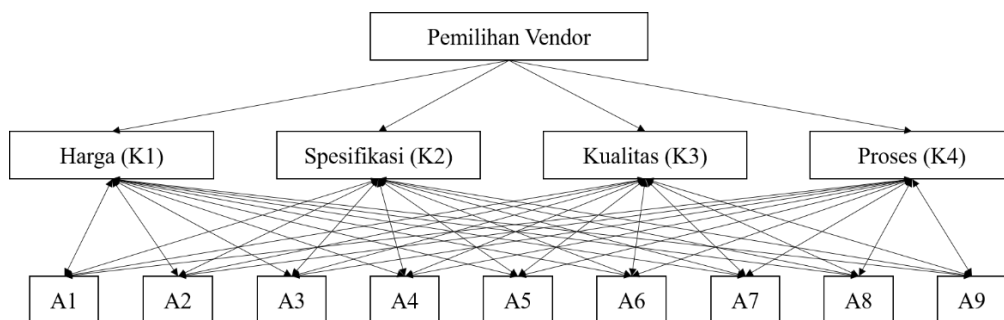 Pemilihan Vendor
Harga (K1)
Spesifikasi (K2)
Kualitas (K3)
Proses (K4)
A1
A2
A3
A4
A5
A6
A7
A8
A9